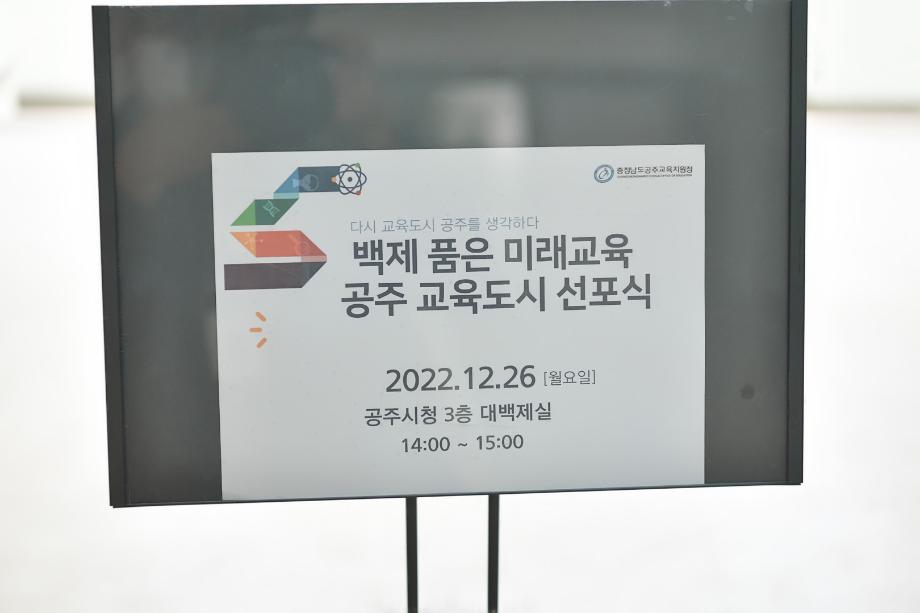 충청남도공주교육지원청
다시 교육도시 공주를 생각하다
백제 품은 미래교육
공주 교육도시 선포식
2022.12.26 [월요일]
공주시청 3층 대백제실
14:00 ~ 15:00